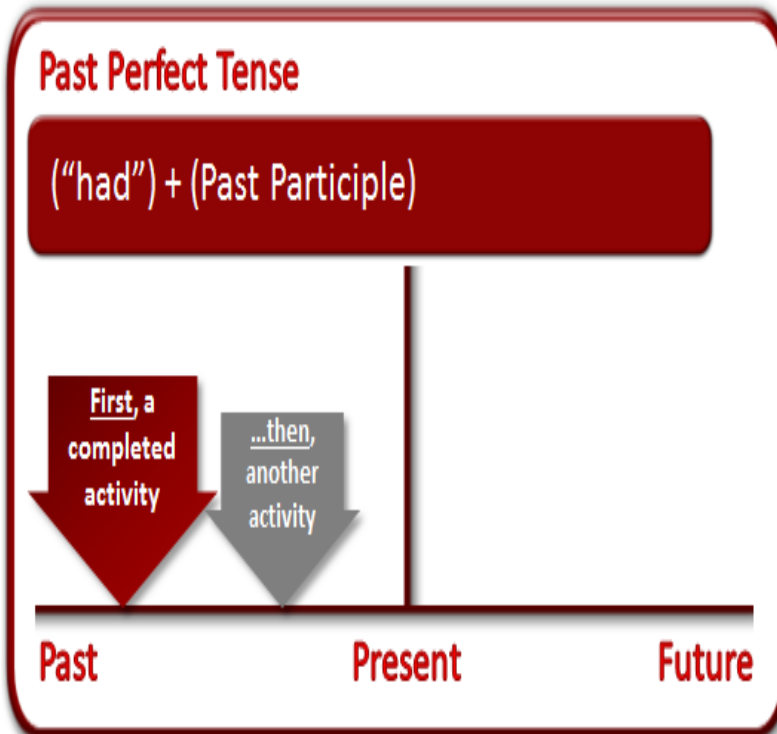 Past Perfect Tense
(“had”) + (Past Participle)
First, a
completed
activity
...then,
another
activity
Past
Present
Future